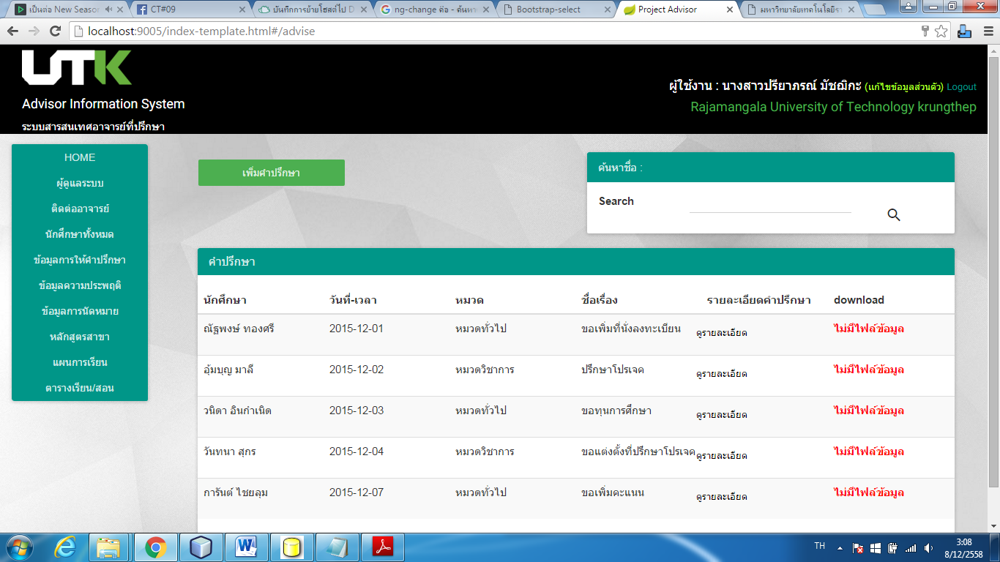 เป็นต่อ New Season
CT#09
บันทึกการย้ายโฮสต์ไป D
ng-change คือ - ค้นหา
Bootstrap-select
Project Advisor
มหาวิทยาลัยเทคโนโลยีรา
localhost:9005/index-template.html#/advise
UTK
Advisor Information System
ระบบสารสนเทศอาจารย์ที่ปรึกษา
ผู้ใช้งาน : นางสาวปรียาภรณ์ มัชฌิกะ (แก้ไขข้อมูลส่วนตัว) Logout
Rajamangala University of Technology krungthep
HOME
ผู้ดูแลระบบ
ติดต่ออาจารย์
นักศึกษาทั้งหมด
ข้อมูลการให้คำปรึกษา
ข้อมูลความประพฤติ
ข้อมูลการนัดหมาย
หลักสูตรสาขา
แผนการเรียน
ตารางเรียน/สอน
เพิ่มคำปรึกษา
ค้นหาชื่อ :
Search
คำปรึกษา
นักศึกษา วันที่-เวลา หมวด ชื่อเรื่อง รายละเอียดคำปรึกษา download
ณัฐพงษ์ ทองศรี 2015-12-01 หมวดทั่วไป ขอเพิ่มที่นั่งลงทะเบียน ดูรายละเอียด ไม่มีไฟล์ข้อมูล
อุ้มบุญ มาลี 2015-12-02 หมวดวิชาการ ปรึกษาโปรเจค ดูรายละเอียด ไม่มีไฟล์ข้อมูล
วนิดา อินกำเนิด 2015-12-03 หมวดทั่วไป ขอทุนการศึกษา ดูรายละเอียด ไม่มีไฟล์ข้อมูล
วันทนา สุกร 2015-12-04 หมวดวิชาการ ขอแต่งตั้งที่ปรึกษาโปรเจค ดูรายละเอียด ไม่มีไฟล์ข้อมูล
การันต์ ไชยลุม 2015-12-07 หมวดทั่วไป ขอเพิ่มคะแนน ดูรายละเอียด ไม่มีไฟล์ข้อมูล
TH
3:08
8/12/2558